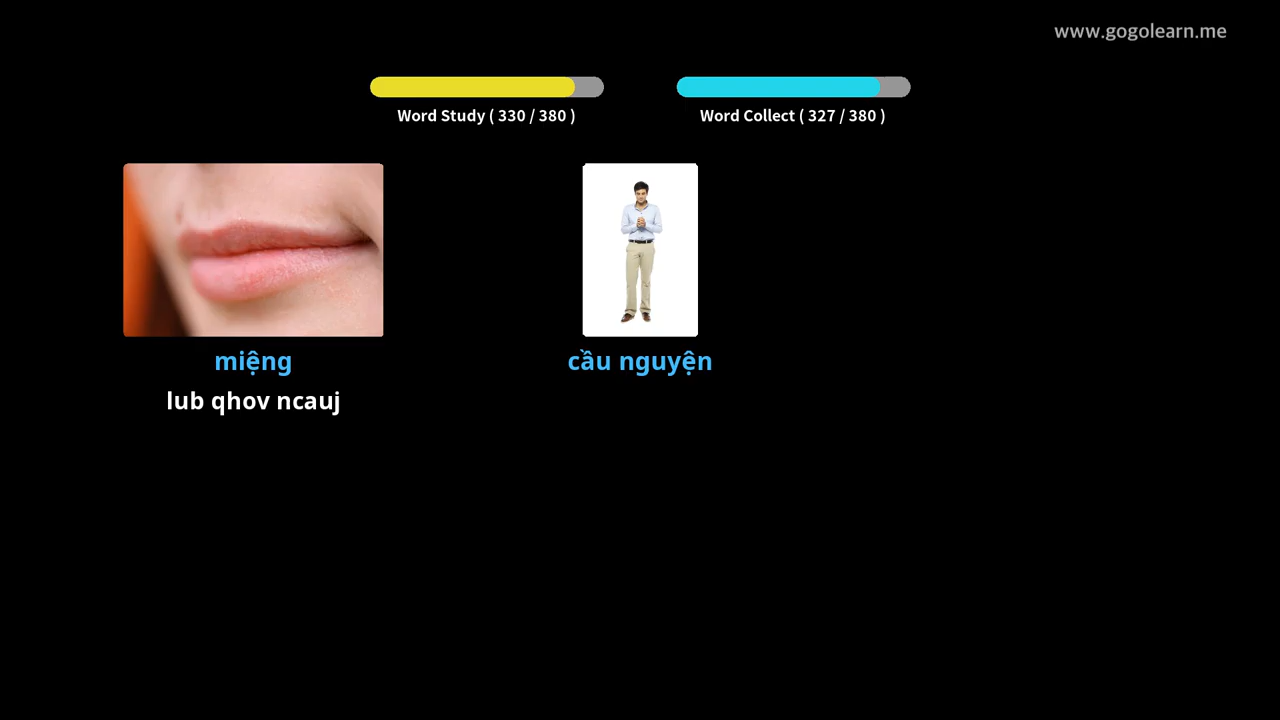 www.gogolearn.me
Word Study ( 330 / 380 )
Word Collect ( 327 / 380 )
miệng
cầu nguyện
lub qhov ncauj